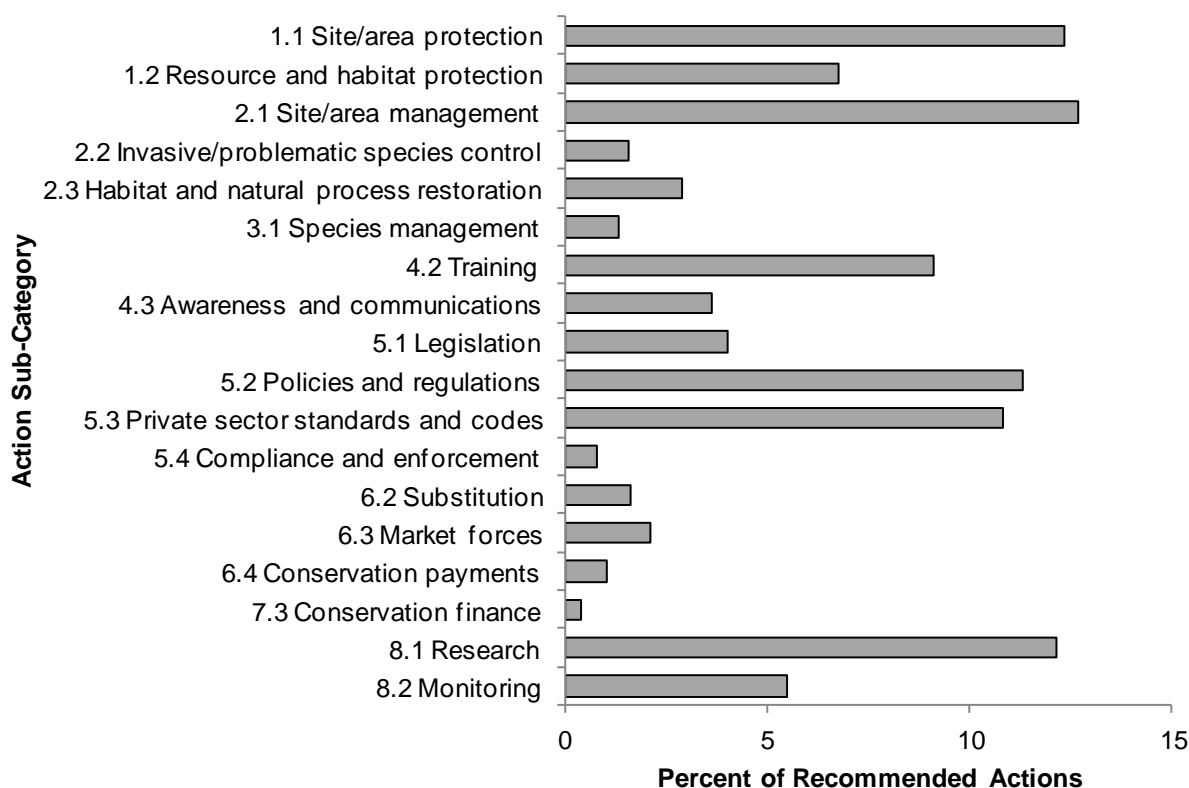 Action Sub-Category
1.1 Site/area protection
1.2 Resource and habitat protection
2.1 Site/area management
2.2 Invasive/problematic species control
2.3 Habitat and natural process restoration
3.1 Species management
4.2 Training
4.3 Awareness and communications
5.1 Legislation
5.2 Policies and regulations
5.3 Private sector standards and codes
5.4 Compliance and enforcement
6.2 Substitution
6.3 Market forces
6.4 Conservation payments
7.3 Conservation finance
8.1 Research
8.2 Monitoring
0 5 10 15
Percent of Recommended Actions